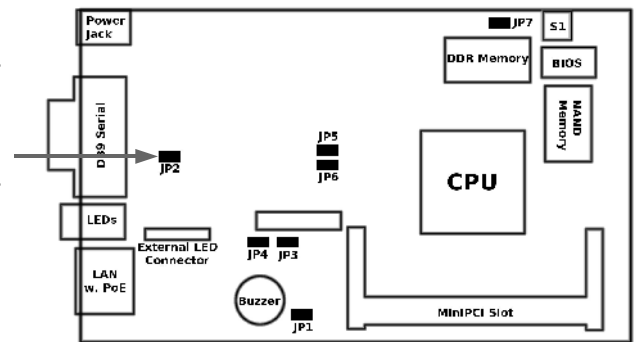 Power
Jack
JP7
S1
DDR Memory
BIOS
DB9 Serial
NAND
Memory
JP5
JP2
JP6
CPU
LEDs
External LED
Connector
JP4
JP3
LAN
w. PoE
Buzzer
MiniPCI Slot
JP1